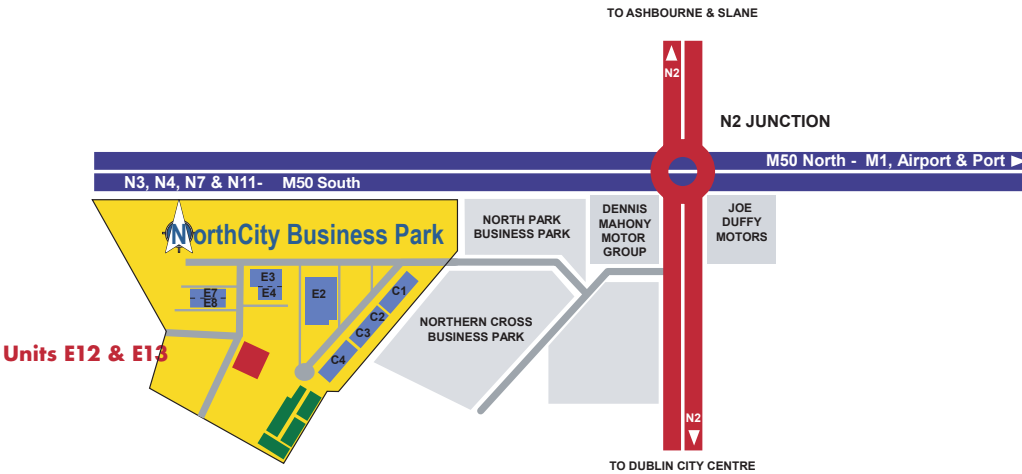 TO ASHBOURNE & SLANE
N2
N2 JUNCTION
M50 North - M1, Airport & Port
N3, N4, N7 & N11- M50 South
NorthCity Business Park
NORTH PARK
BUSINESS PARK
DENNIS
MAHONY
MOTOR
GROUP
JOE
DUFFY
MOTORS
E3
E4
E7
E8
E2
C1
C2
C3
C4
NORTHERN CROSS
BUSINESS PARK
Units E12 & E13
N2
TO DUBLIN CITY CENTRE